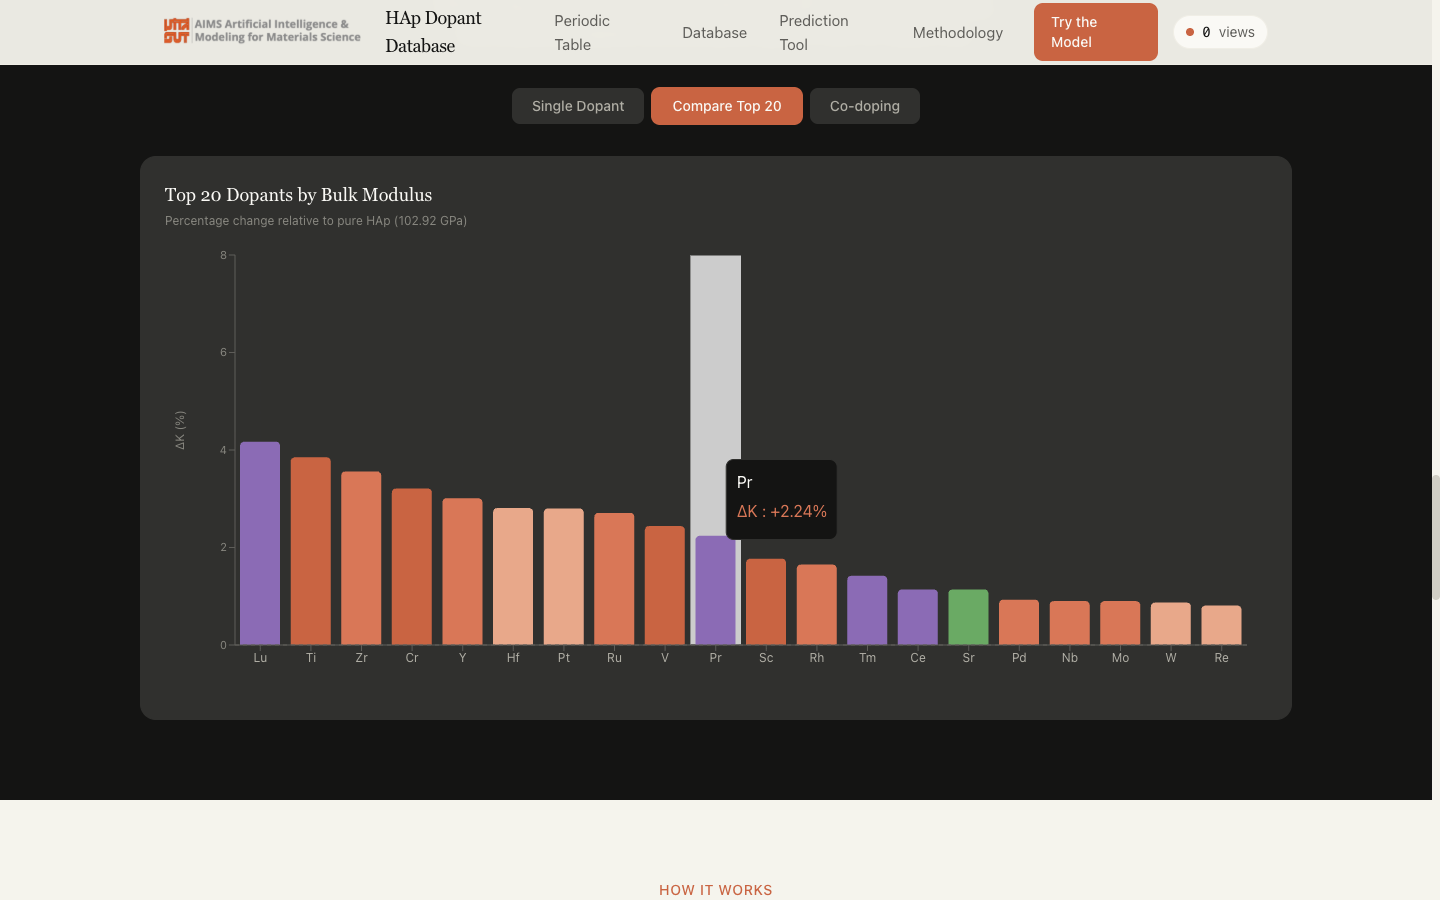 AIMS Artificial Intelligence &
Modeling for Materials Science
HAp Dopant
Database
Periodic
Table
Database
Prediction
Tool
Methodology
Try the
Model
0 views
Single Dopant
Compare Top 20
Co-doping
Top 20 Dopants by Bulk Modulus
Percentage change relative to pure HAp (102.92 GPa)
8
6
4
2
0
ΔK (%)
Pr
ΔK : +2.24%
Lu Ti Zr Cr Y Hf Pt Ru V Pr Sc Rh Tm Ce Sr Pd Nb Mo W Re
HOW IT WORKS